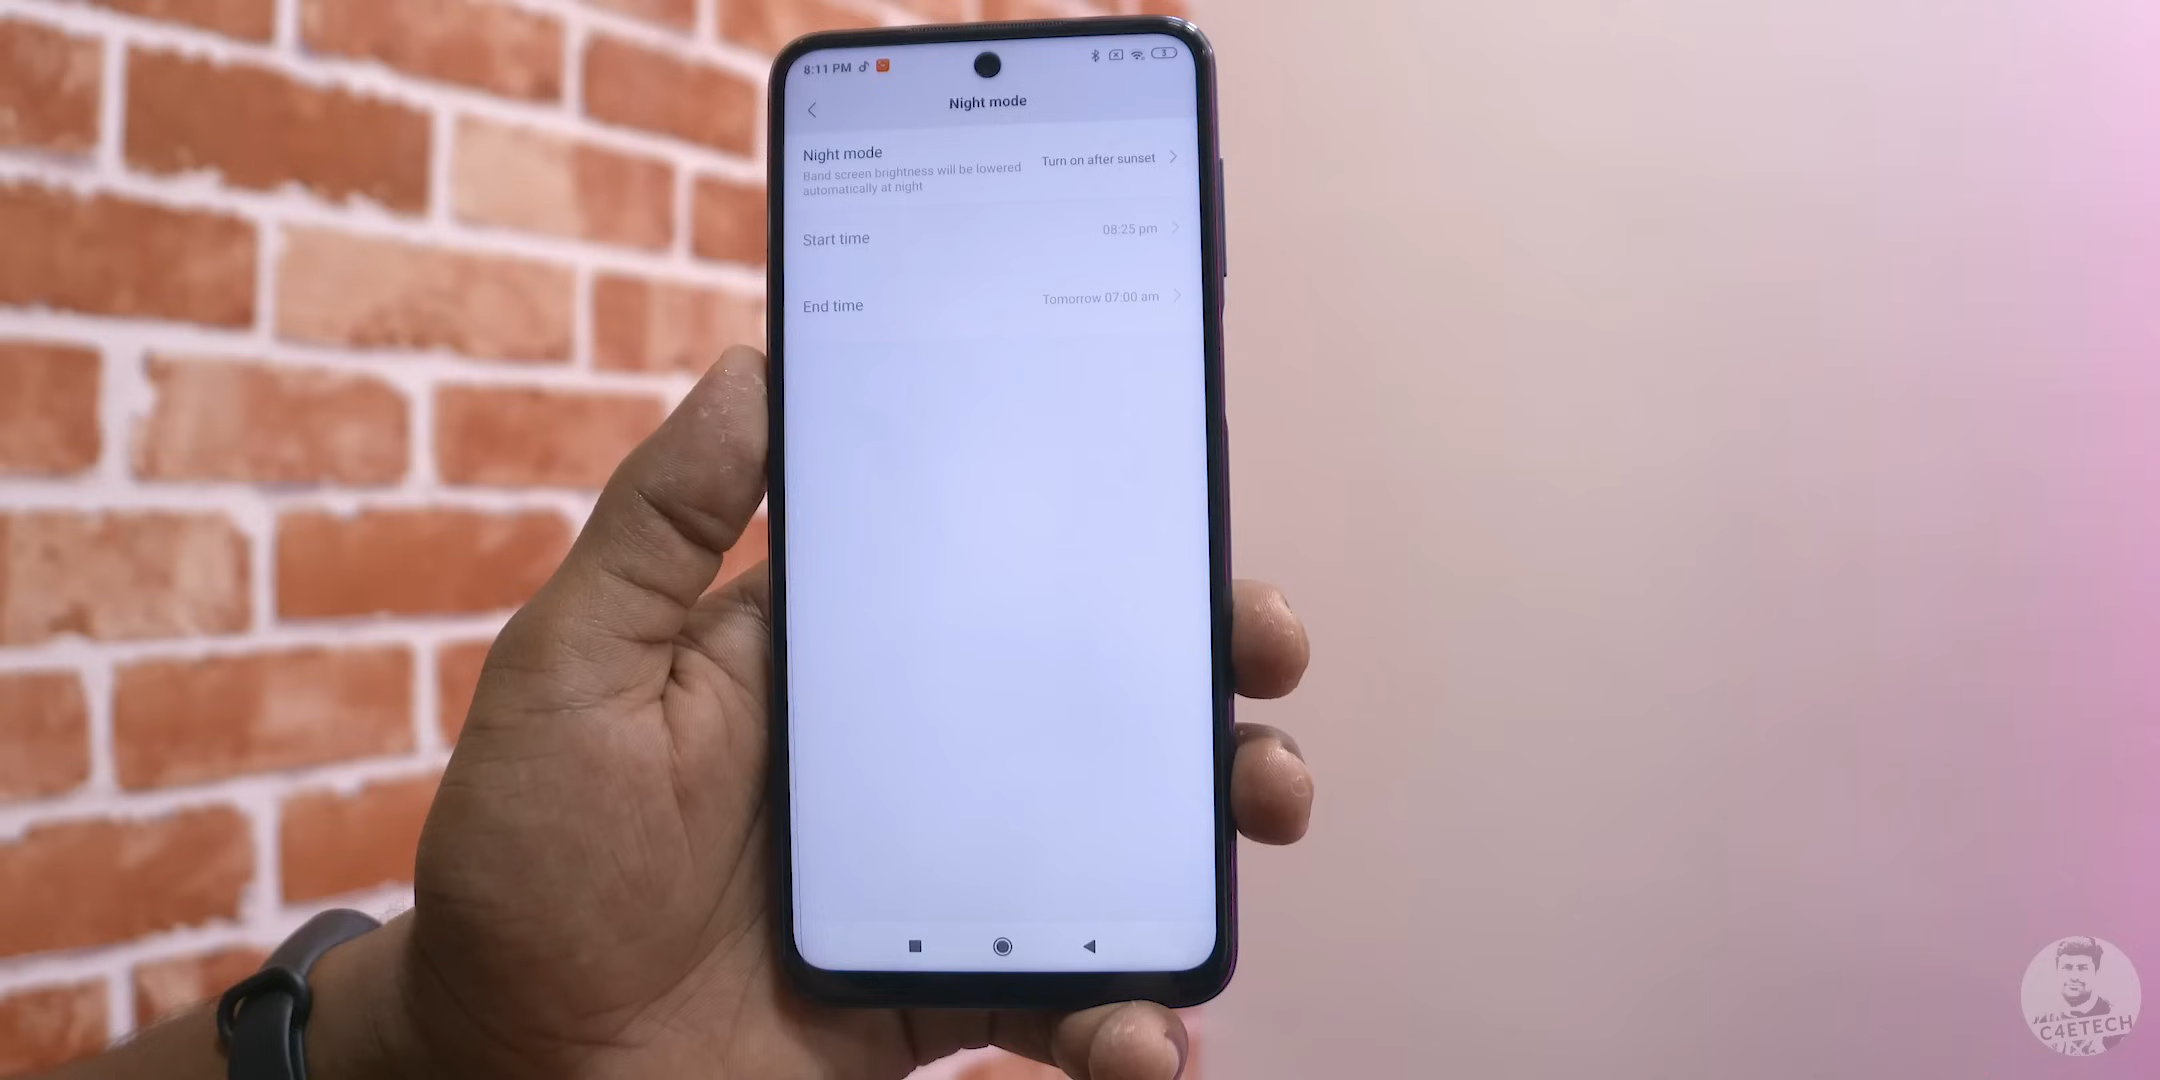 8:11 PM
5
Night mode
Night mode
Band screen brightness will be lowered
automatically at night
Turn on after sunset
Start time
08:25 pm
End time
Tomorrow 07:00 am
C4ETECH